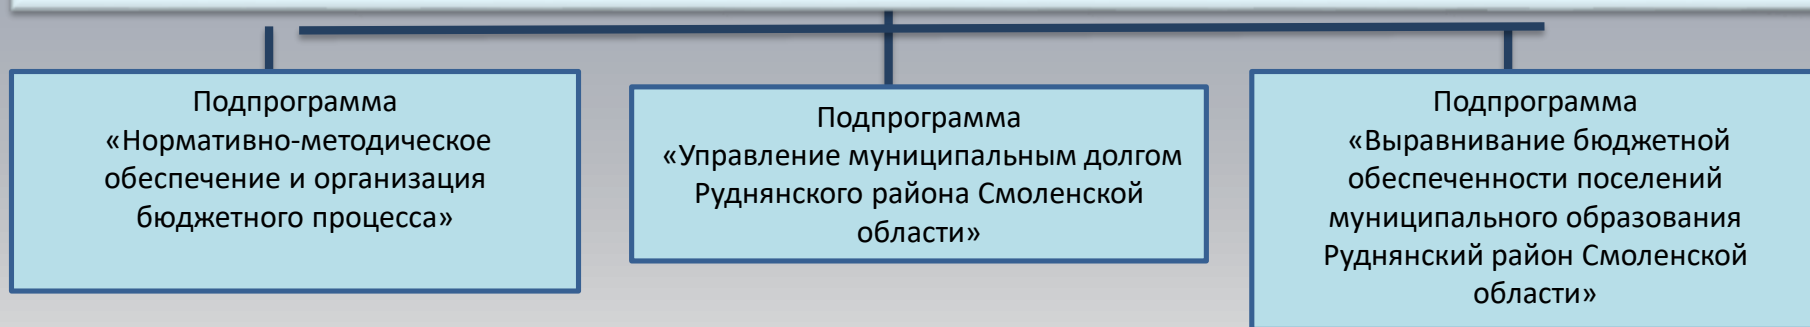 Подпрограмма
«Нормативно-методическое
обеспечение и организация
бюджетного процесса»
Подпрограмма
«Управление муниципальным долгом
Руднянского района Смоленской
области»
Подпрограмма
«Выравнивание бюджетной
обеспеченности поселений
муниципального образования
Руднянский район Смоленской
области»